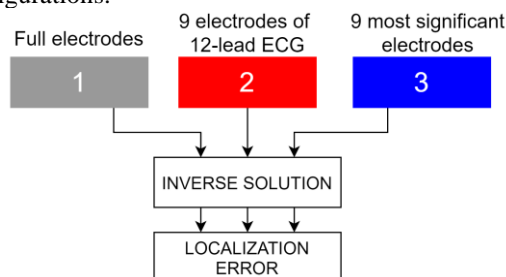 gurations.
Full electrodes
9 electrodes of
12-lead ECG
9 most significant
electrodes
1
2
3
INVERSE SOLUTION
LOCALIZATION
ERROR